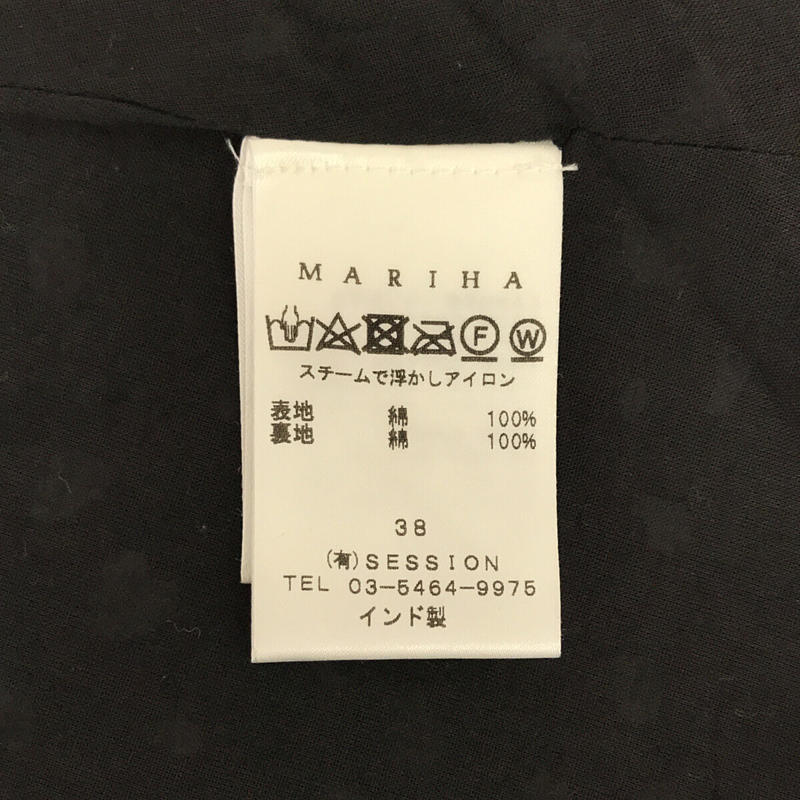 MARIHA
F W
スチームで浮かしアイロン
表地 綿 100%
裏地 綿 100%
38
(有)SESSION
TEL 03-5464-9975
インド製